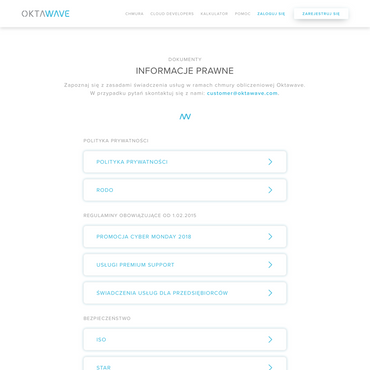 OKTAWAVE CHMURA CLOUD DEVELOPERS KALKULATOR POMOC ZALOGUJ SIĘ ZAREJESTRUJ SIĘ
DOKUMENTY
INFORMACJE PRAWNE
Zapoznaj się z zasadami świadczenia usług w ramach chmury obliczeniowej Oktawave.
W przypadku pytań skontaktuj się z nami: customer@oktawave.com.
POLITYKA PRYWATNOŚCI
POLITYKA PRYWATNOŚCI
RODO
REGULAMINY OBOWIĄZUJĄCE OD 1.02.2015
PROMOCJA CYBER MONDAY 2018
USŁUGI PREMIUM SUPPORT
ŚWIADCZENIA USŁUG DLA PRZEDSIĘBIORCÓW
BEZPIECZEŃSTWO
ISO
STAR